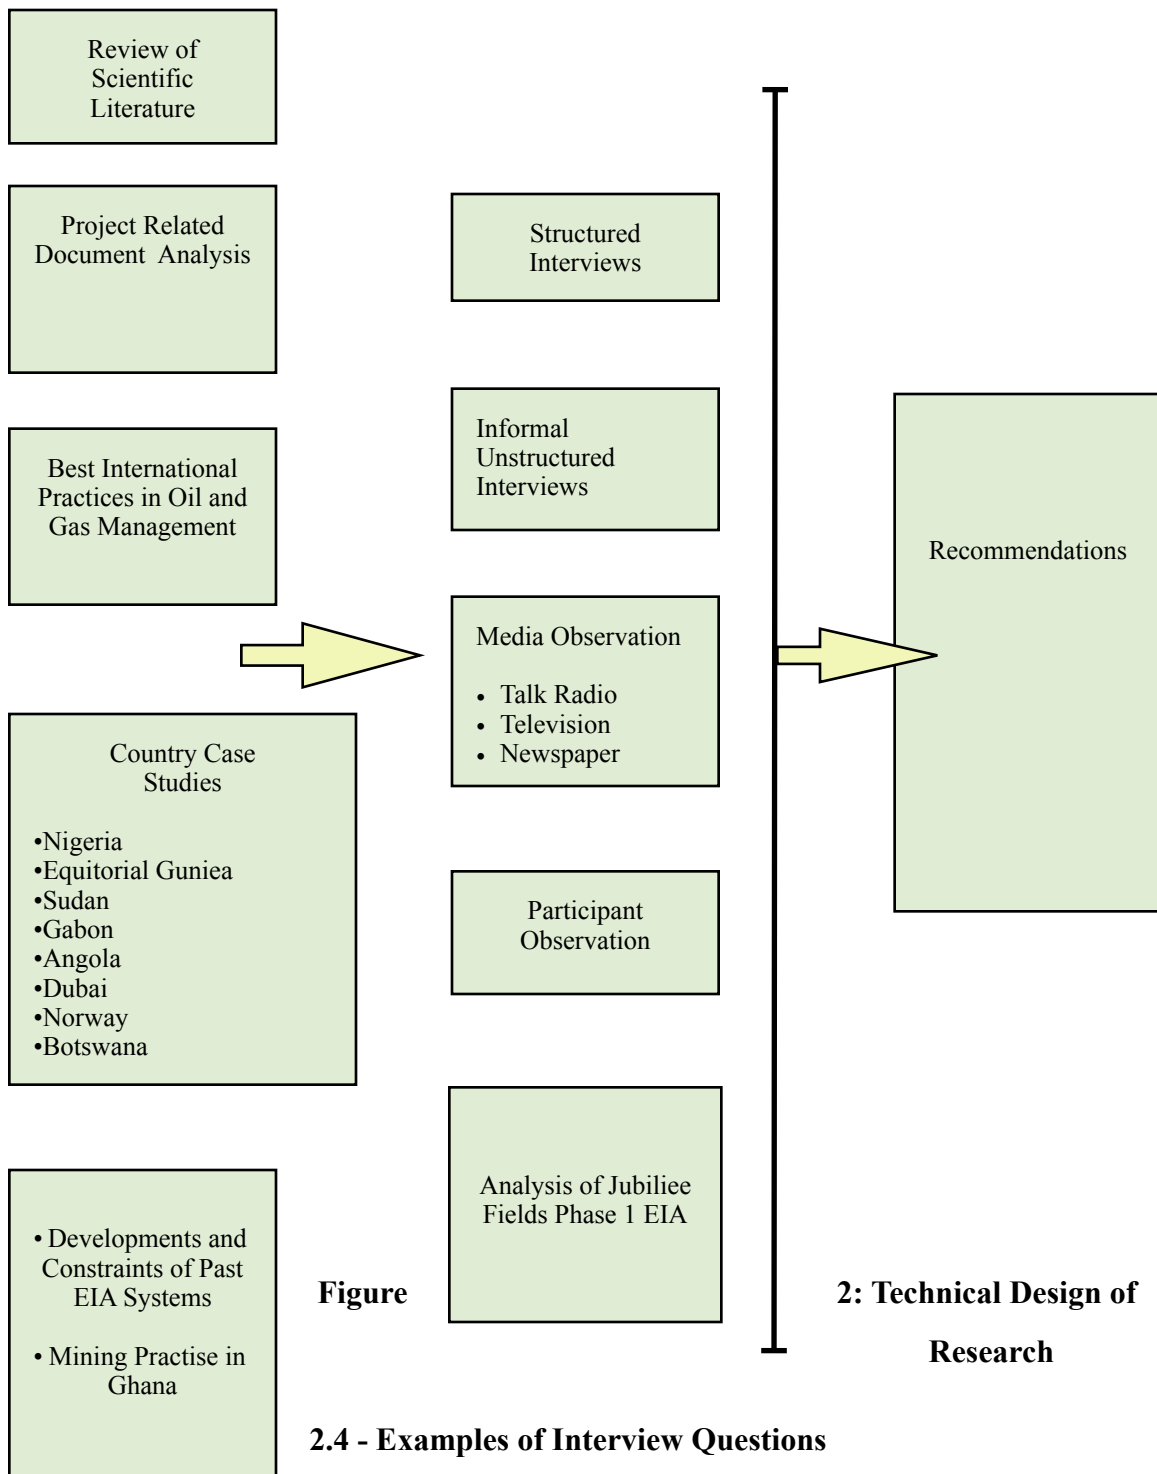 Review of
Scientific
Literature
Project Related
Document Analysis
Best International
Practices in Oil and
Gas Management
Country Case
Studies
•Nigeria
•Equitorial Guniea
•Sudan
•Gabon
•Angola
•Dubai
•Norway
•Botswana
• Developments and
Constraints of Past
EIA Systems
• Mining Practise in
Ghana
Structured
Interviews
Informal
Unstructured
Interviews
Media Observation
• Talk Radio
• Television
• Newspaper
Participant
Observation
Analysis of Jubiliee
Fields Phase 1 EIA
Recommendations
Figure 2: Technical Design of
Research
2.4 - Examples of Interview Questions